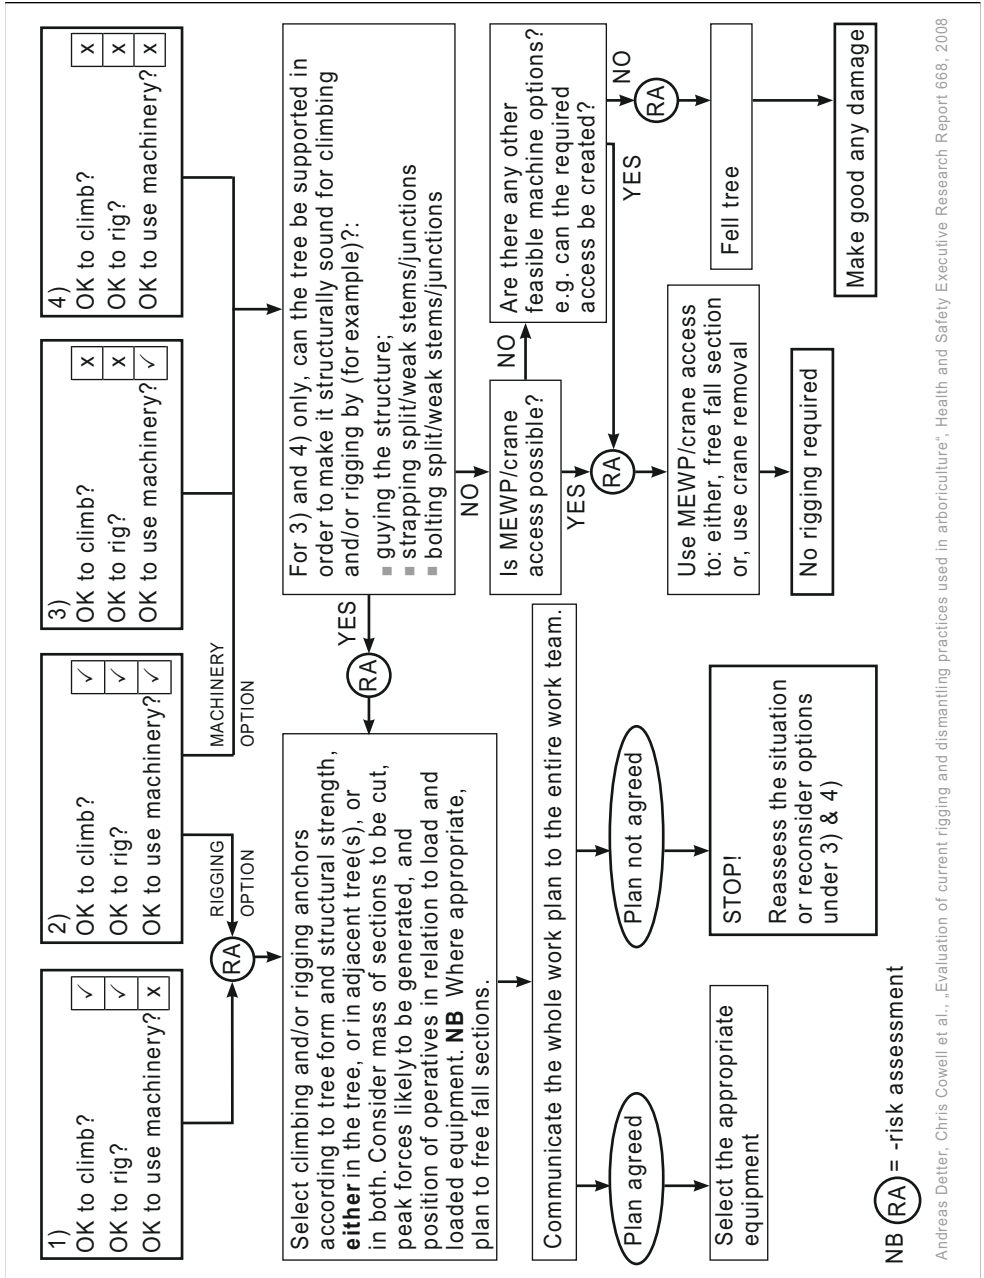 1)
OK to climb? ✓
OK to rig? ✓
OK to use machinery? x
2)
OK to climb? ✓
OK to rig? ✓
OK to use machinery? ✓
3)
OK to climb? x
OK to rig? x
OK to use machinery? ✓
4)
OK to climb? x
OK to rig? x
OK to use machinery? x
RIGGING
OPTION
MACHINERY
OPTION
RA
Select climbing and/or rigging anchors
according to tree form and structural strength,
either in the tree, or in adjacent tree(s), or
in both. Consider mass of sections to be cut,
peak forces likely to be generated, and
position of operatives in relation to load and
loaded equipment. NB Where appropriate,
plan to free fall sections.
YES
RA
For 3) and 4) only, can the tree be supported in
order to make it structurally sound for climbing
and/or rigging by (for example)?:
■ guying the structure;
■ strapping split/weak stems/junctions
■ bolting split/weak stems/junctions
NO
Is MEWP/crane
access possible?
NO
Are there any other
feasible machine options?
e.g. can the required
access be created?
YES
RA
YES
NO
RA
Communicate the whole work plan to the entire work team.
Plan agreed
Plan not agreed
Use MEWP/crane access
to: either, free fall section
or, use crane removal
Fell tree
Select the appropriate
equipment
STOP!
Reassess the situation
or reconsider options
under 3) & 4)
No rigging required
Make good any damage
NB RA = -risk assessment
Andreas Detter, Chris Cowell et al., „Evaluation of current rigging and dismantling practices used in arboriculture“, Health and Safety Executive Research Report 668, 2008